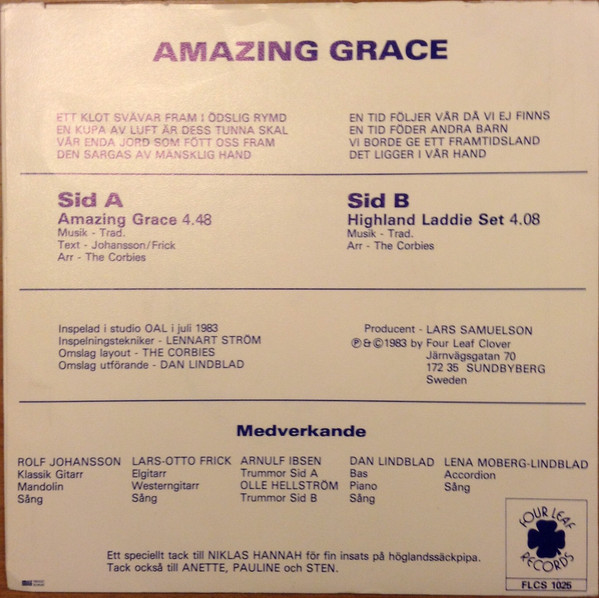 AMAZING GRACE
ETT KLOT SVÄVAR FRAM I ÖDSLIG RYMD
EN KUPA AV LUFT ÄR DESS TUNNA SKAL
VÅR ENDA JORD SOM FÖTT OSS FRAM
DEN SARGAS AV MÄNSKLIG HAND
EN TID FÖLJER VÅR DÅ VI EJ FINNS
EN TID FÖDER ANDRA BARN
VI BORDE GE ETT FRAMTIDSLAND
DET LIGGER I VÅR HAND
Sid A
Amazing Grace 4.48
Musik - Trad.
Text - Johansson/Frick
Arr - The Corbies
Sid B
Highland Laddie Set 4.08
Musik - Trad.
Arr - The Corbies
Inspelad i studio OAL i juli 1983
Inspelningstekniker - LENNART STRÖM
Omslag layout - THE CORBIES
Omslag utförande - DAN LINDBLAD
Producent - LARS SAMUELSON
℗ & © 1983 by Four Leaf Clover
Järnvägsgatan 70
172 35 SUNDBYBERG
Sweden
Medverkande
ROLF JOHANSSON
Klassik Gitarr
Mandolin
Sång
LARS-OTTO FRICK
Elgitarr
Westerngitarr
Sång
ARNULF IBSEN
Trummor Sid A
OLLE HELLSTRÖM
Trummor Sid B
DAN LINDBLAD
Bas
Piano
Sång
LENA MOBERG-LINDBLAD
Accordion
Sång
Ett speciellt tack till NIKLAS HANNAH för fin insats på höglandssäckpipa.
Tack också till ANETTE, PAULINE och STEN.
FOUR LEAF
RECORDS
FLCS 1025